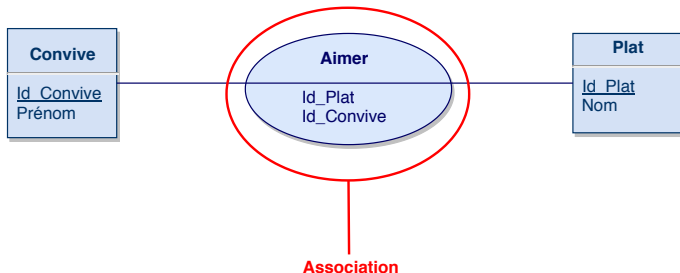 Convive
Id_Convive
Prénom
Aimer
Id_Plat
Id_Convive
Plat
Id_Plat
Nom
Association